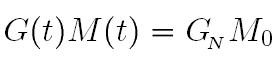 G(t)M(t) = G_N M_0